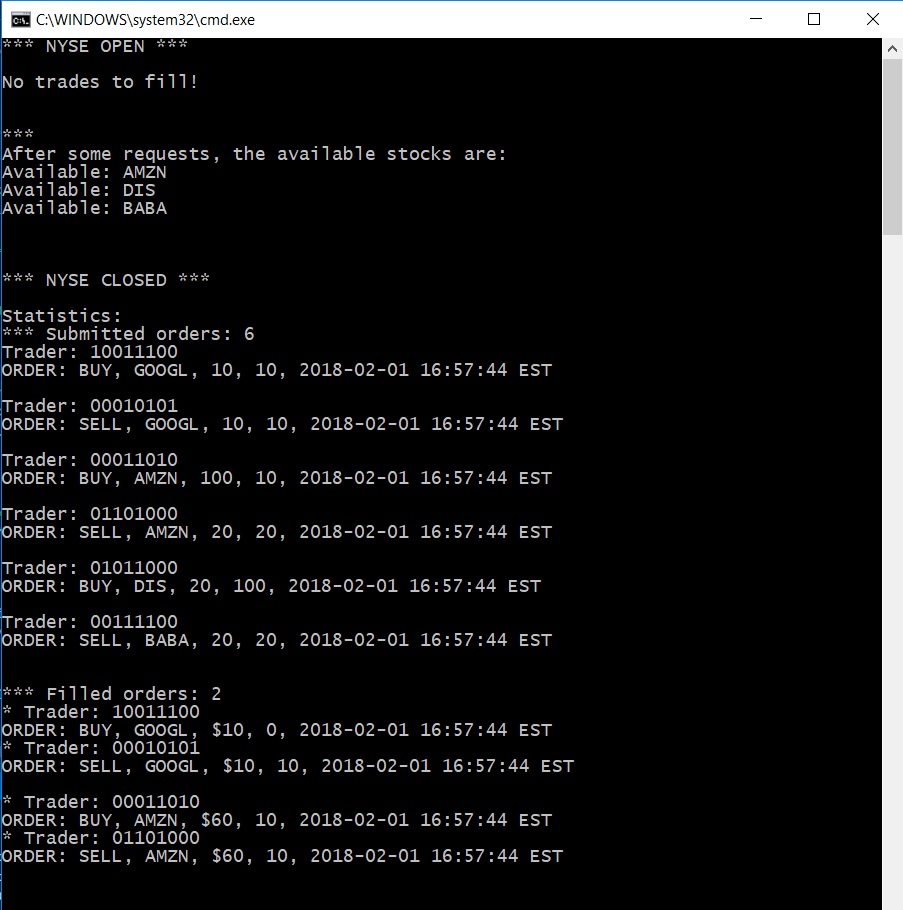 C:\WINDOWS\system32\cmd.exe
*** NYSE OPEN ***
No trades to fill!
***
After some requests, the available stocks are:
Available: AMZN
Available: DIS
Available: BABA
*** NYSE CLOSED ***
Statistics:
*** Submitted orders: 6
Trader: 10011100
ORDER: BUY, GOOGL, 10, 10, 2018-02-01 16:57:44 EST
Trader: 00010101
ORDER: SELL, GOOGL, 10, 10, 2018-02-01 16:57:44 EST
Trader: 00011010
ORDER: BUY, AMZN, 100, 10, 2018-02-01 16:57:44 EST
Trader: 01101000
ORDER: SELL, AMZN, 20, 20, 2018-02-01 16:57:44 EST
Trader: 01011000
ORDER: BUY, DIS, 20, 100, 2018-02-01 16:57:44 EST
Trader: 00111100
ORDER: SELL, BABA, 20, 20, 2018-02-01 16:57:44 EST
*** Filled orders: 2
* Trader: 10011100
ORDER: BUY, GOOGL, $10, 0, 2018-02-01 16:57:44 EST
* Trader: 00010101
ORDER: SELL, GOOGL, $10, 10, 2018-02-01 16:57:44 EST
* Trader: 00011010
ORDER: BUY, AMZN, $60, 10, 2018-02-01 16:57:44 EST
* Trader: 01101000
ORDER: SELL, AMZN, $60, 10, 2018-02-01 16:57:44 EST